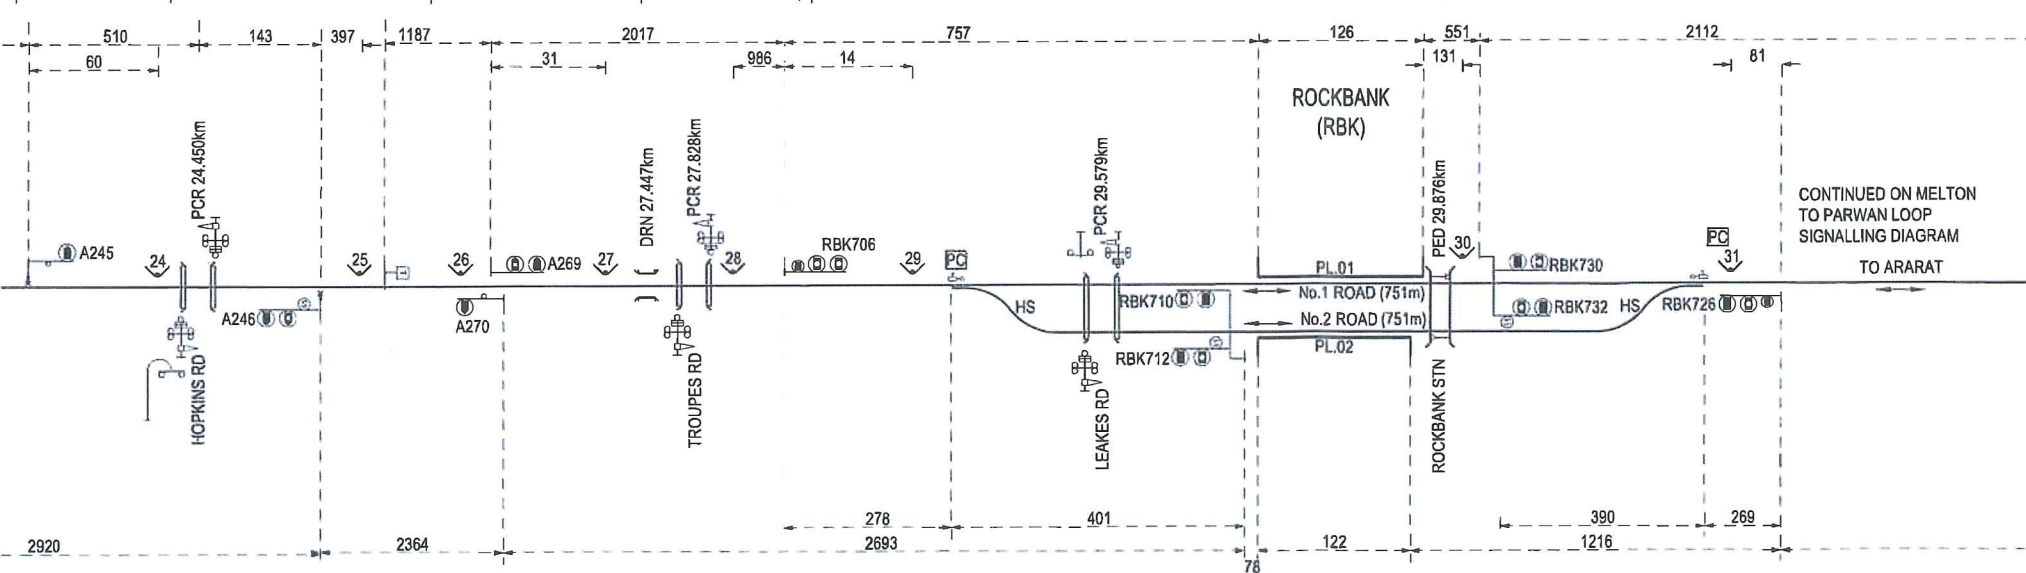 510
143
397
1187
2017
757
126
551
2112
60
31
986
14
131
81
ROCKBANK
(RBK)
PCR 24.450km
DRN 27.447km
PCR 27.828km
PCR 29.579km
PED 29.876km
CONTINUED ON MELTON
TO PARWAN LOOP
SIGNALLING DIAGRAM
TO ARARAT
A245
24
25
26
A269
27
28
RBK706
29
PC
30
RBK730
PC
31
PL.01
No.1 ROAD (751m)
No.2 ROAD (751m)
PL.02
A246
A270
HS
RBK710
RBK712
RBK732
HS
RBK726
HOPKINS RD
TROUPES RD
LEAKES RD
ROCKBANK STN
278
401
390
269
2920
2364
2693
78
122
1216